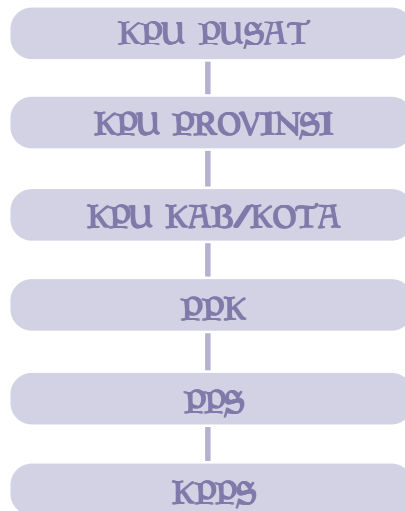 KPU PUSAT
KPU PROVINSI
KPU KAB/KOTA
PPK
PPS
KPPS